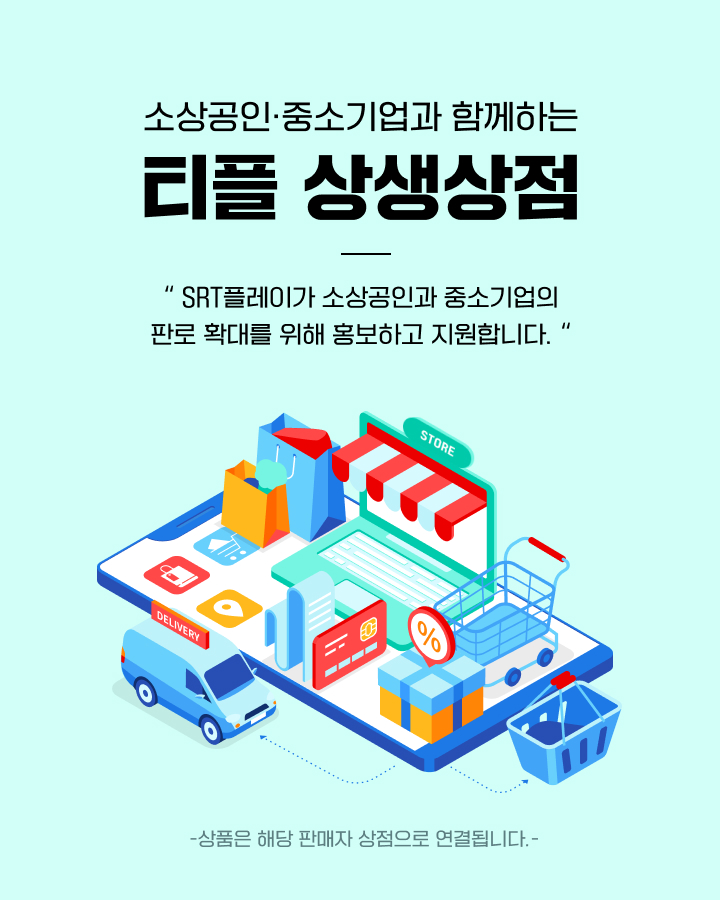 소상공인·중소기업과 함께하는
티플 상생상점
“ SRT플레이가 소상공인과 중소기업의
판로 확대를 위해 홍보하고 지원합니다. “
STORE
DELIVERY
%
-상품은 해당 판매자 상점으로 연결됩니다.-